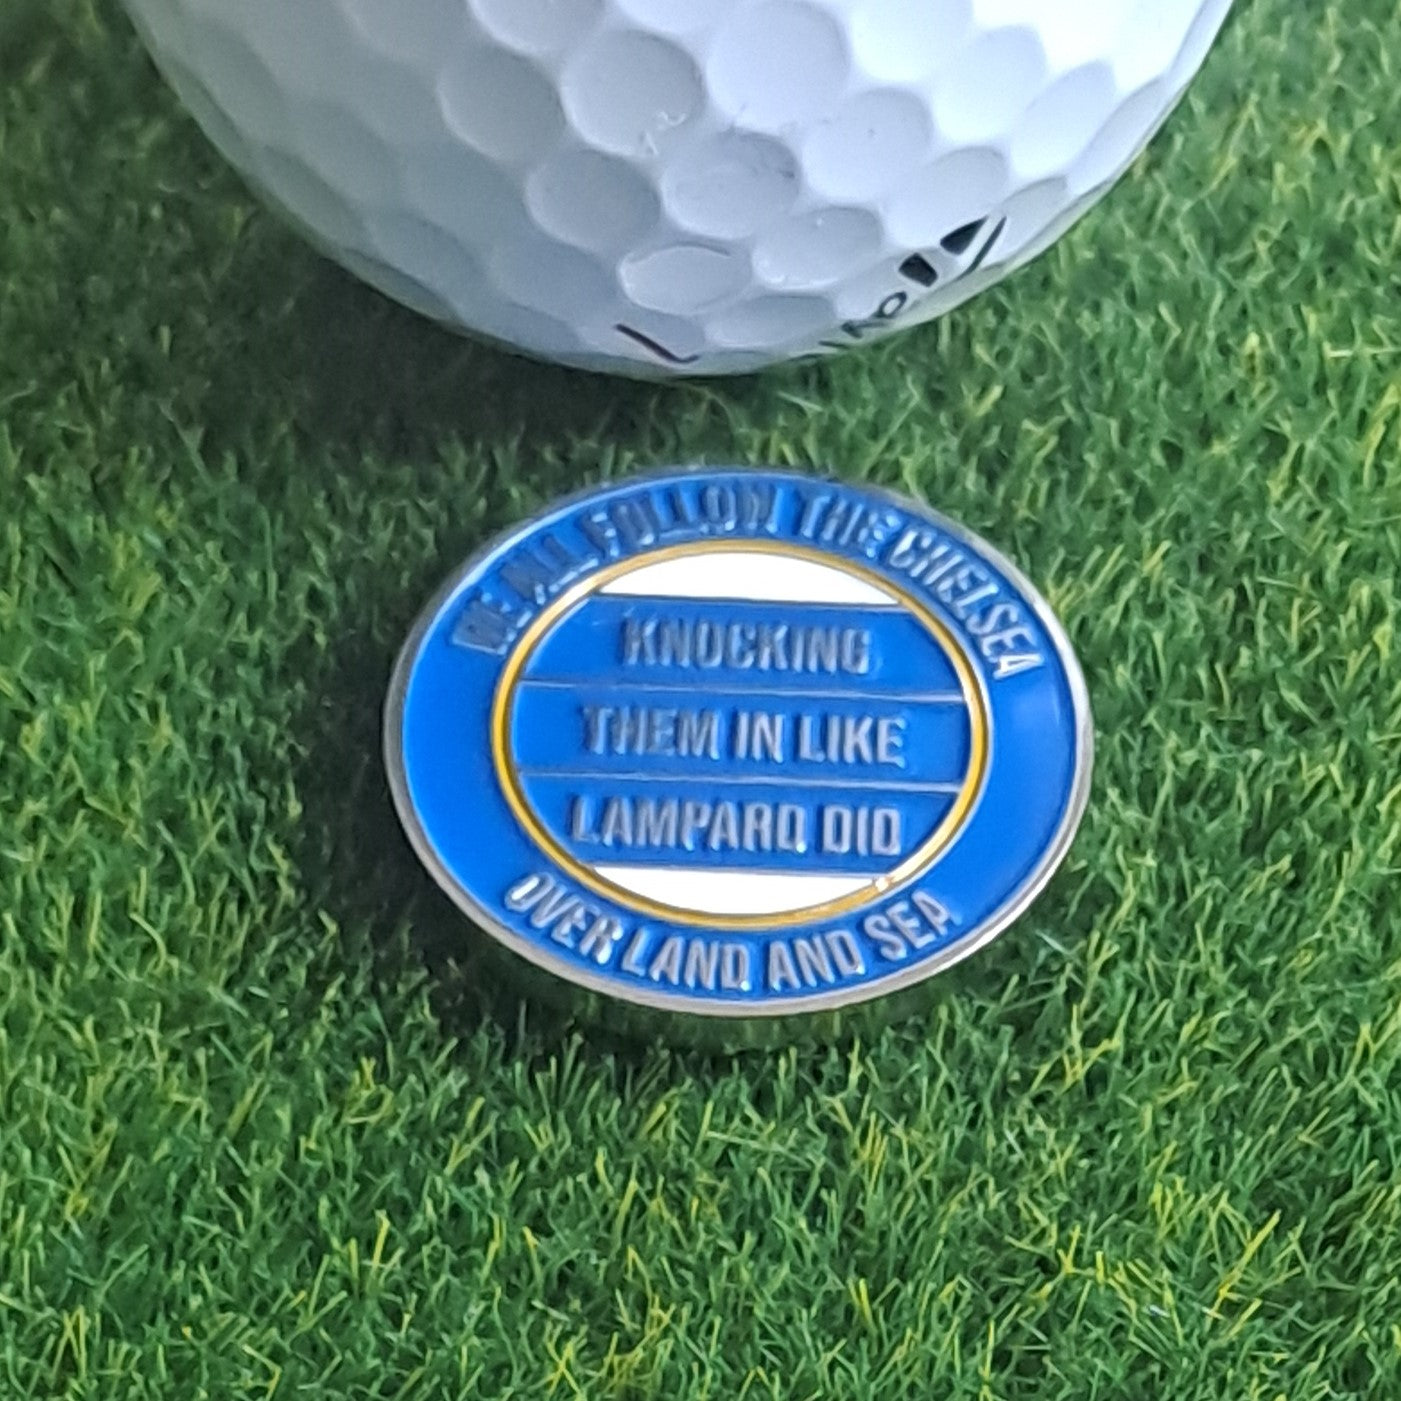 WE ALL FOLLOW THE CHELSEA
KNOCKING
THEM IN LIKE
LAMPARD DID
OVER LAND AND SEA